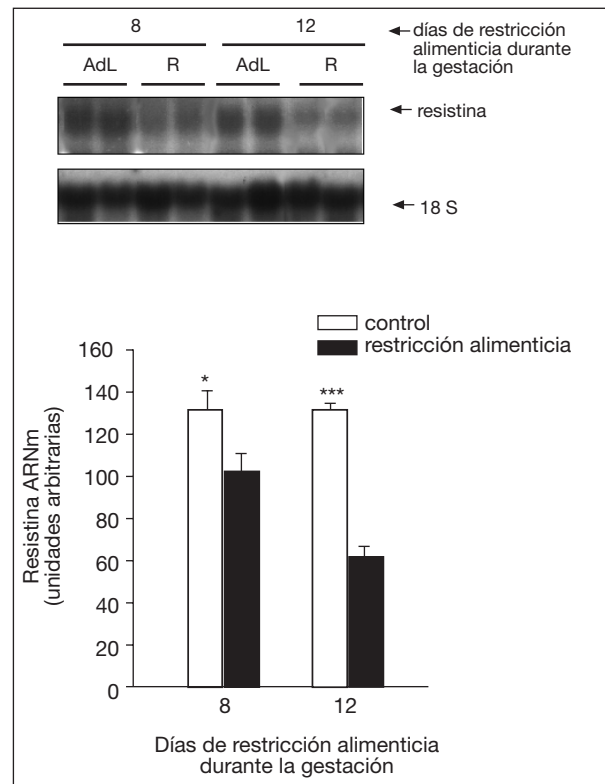 8 12
días de restricción
alimenticia durante
la gestación
AdL R AdL R
resistina
18 S
control
restricción alimenticia
160
140
120
100
80
60
40
20
0
* ***
Resistina ARNm
(unidades arbitrarias)
8 12
Días de restricción alimenticia
durante la gestación